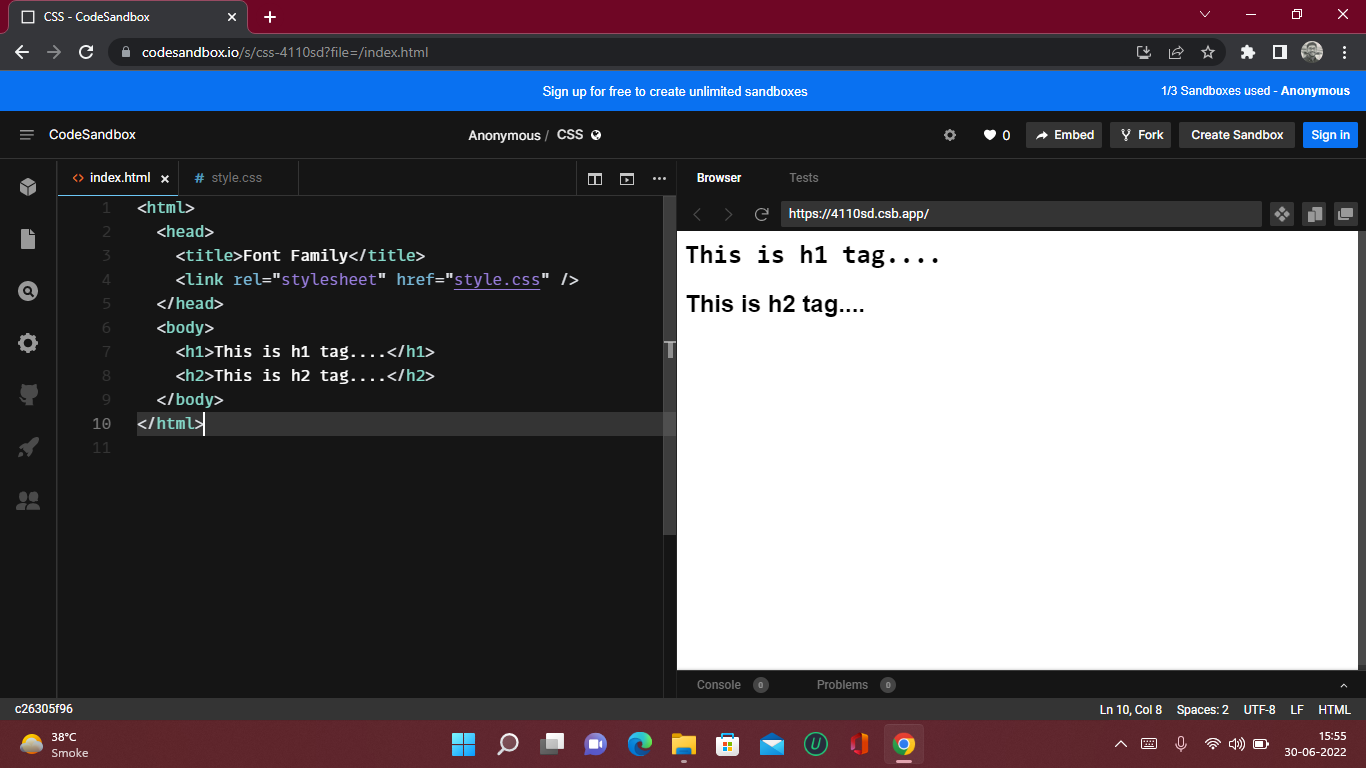 CSS - CodeSandbox
codesandbox.io/s/css-4110sd?file=/index.html
Sign up for free to create unlimited sandboxes
1/3 Sandboxes used - Anonymous
CodeSandbox
Anonymous / CSS
0
Embed
Fork
Create Sandbox
Sign in
index.html
# style.css
1 <html>
2 <head>
3 <title>Font Family</title>
4 <link rel="stylesheet" href="style.css" />
5 </head>
6 <body>
7 <h1>This is h1 tag....</h1>
8 <h2>This is h2 tag....</h2>
9 </body>
10 </html>
11
Browser
Tests
https://4110sd.csb.app/
This is h1 tag....
This is h2 tag....
Console 0
Problems 0
c26305f96
Ln 10, Col 8
Spaces: 2
UTF-8
LF
HTML
38°C
Smoke
U
15:55
30-06-2022